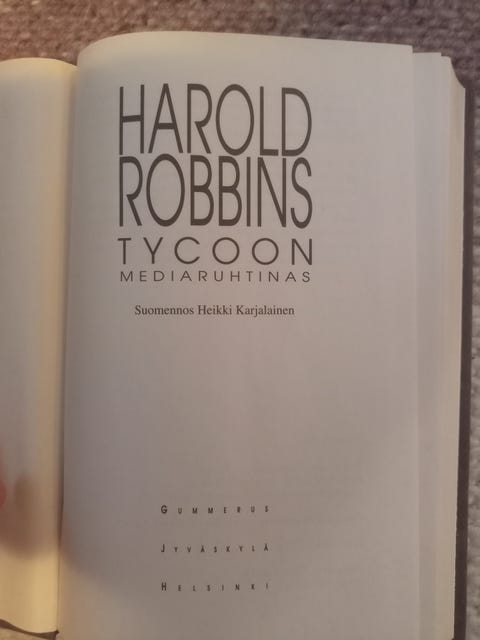 HAROLD
ROBBINS
TYCOON
MEDIARUHTINAS
Suomennos Heikki Karjalainen
GUMMERUS
JYVÄSKYLÄ
HELSINKI